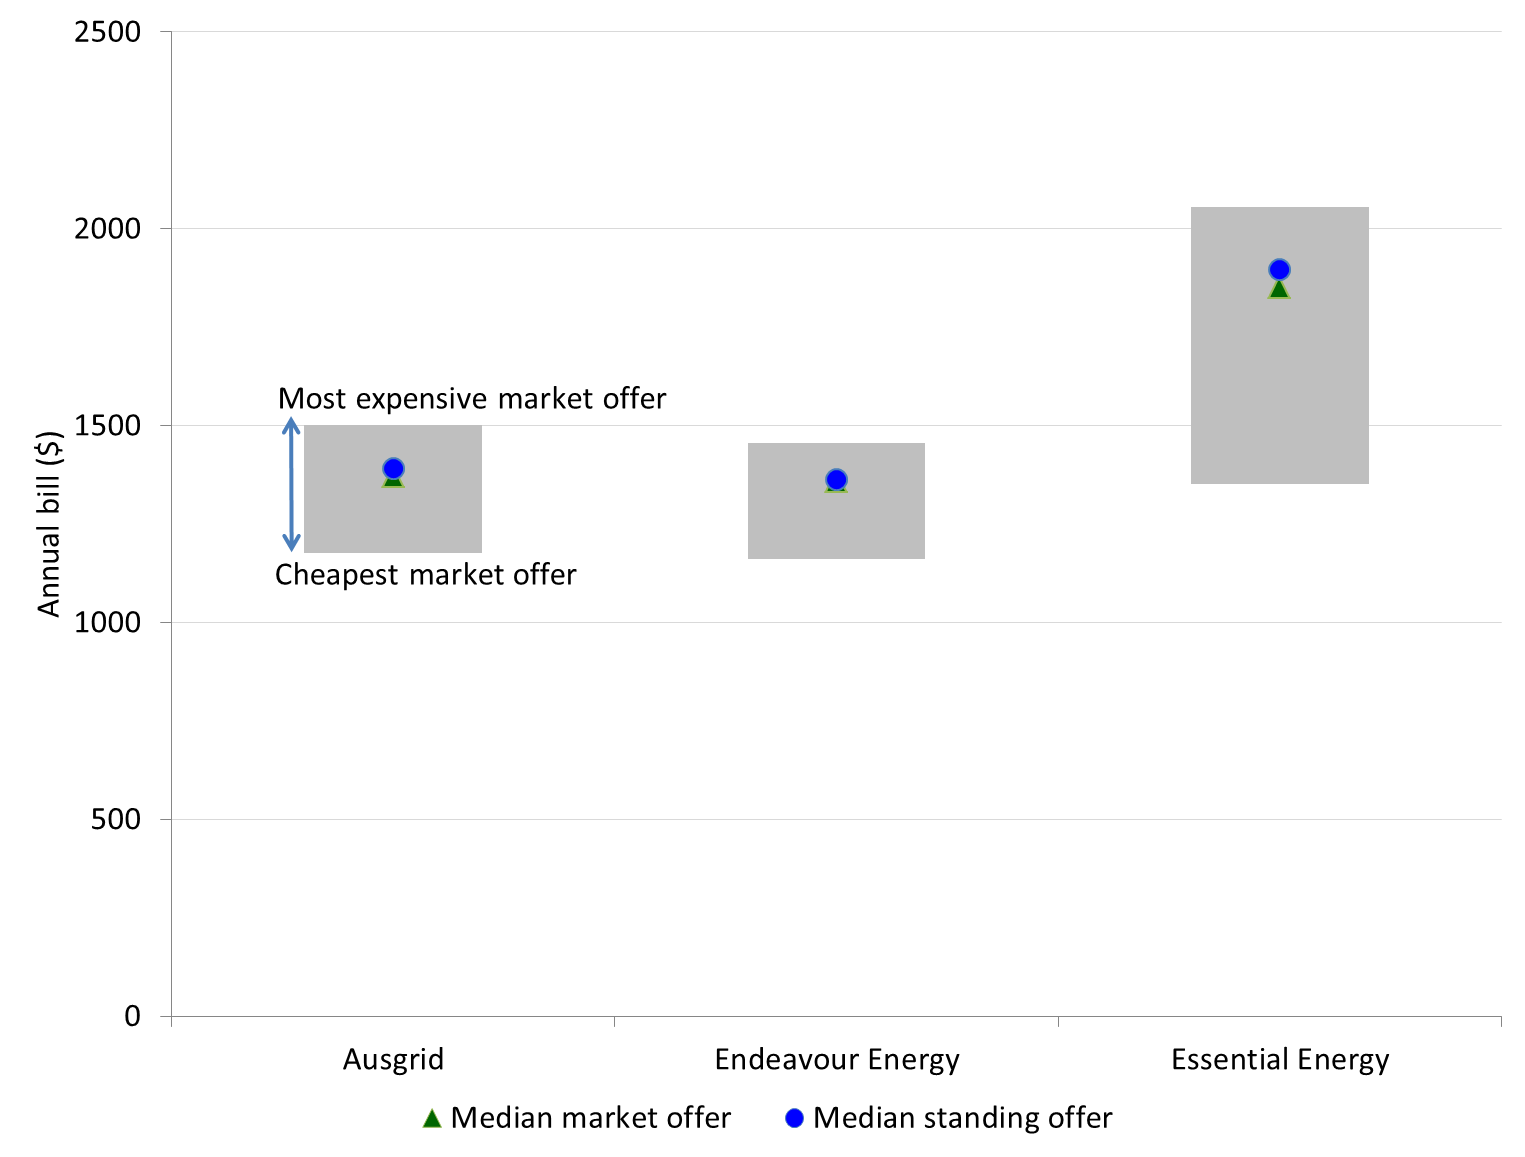 2500
2000
Most expensive market offer
1500
Annual bill ($)
Cheapest market offer
1000
500
0
Ausgrid
Endeavour Energy
Essential Energy
Median market offer
Median standing offer